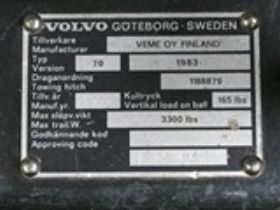 VOLVO GÖTEBORG · SWEDEN
Tillverkare
Manufacturer VEME OY FINLAND
Typ
Version 70 1983
Draganordning
Towing hitch 1188879
Tillv.år Kultryck
Manuf.yr. Vertikal load on ball 165 lbs
Max släpv.vikt
Max trail.W. 3300 lbs
Godkännande kod
Approving code